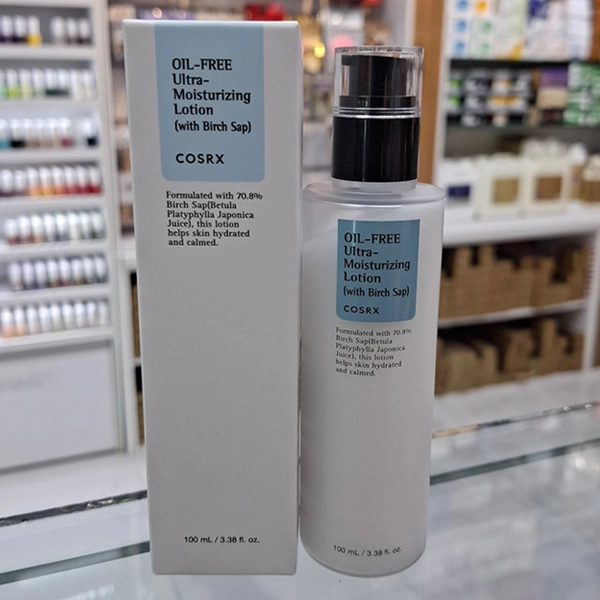 OIL-FREE
Ultra-
Moisturizing
Lotion
(with Birch Sap)
COSRX
Formulated with 70.8%
Birch Sap(Betula
Platyphylla Japonica
Juice), this lotion
helps skin hydrated
and calmed.
100 mL / 3.38 fl. oz.
OIL-FREE
Ultra-
Moisturizing
Lotion
(with Birch Sap)
COSRX
Formulated with 70.8%
Birch Sap(Betula
Platyphylla Japonica
Juice), this lotion
helps skin hydrated
and calmed.
100 mL / 3.38 fl. oz.